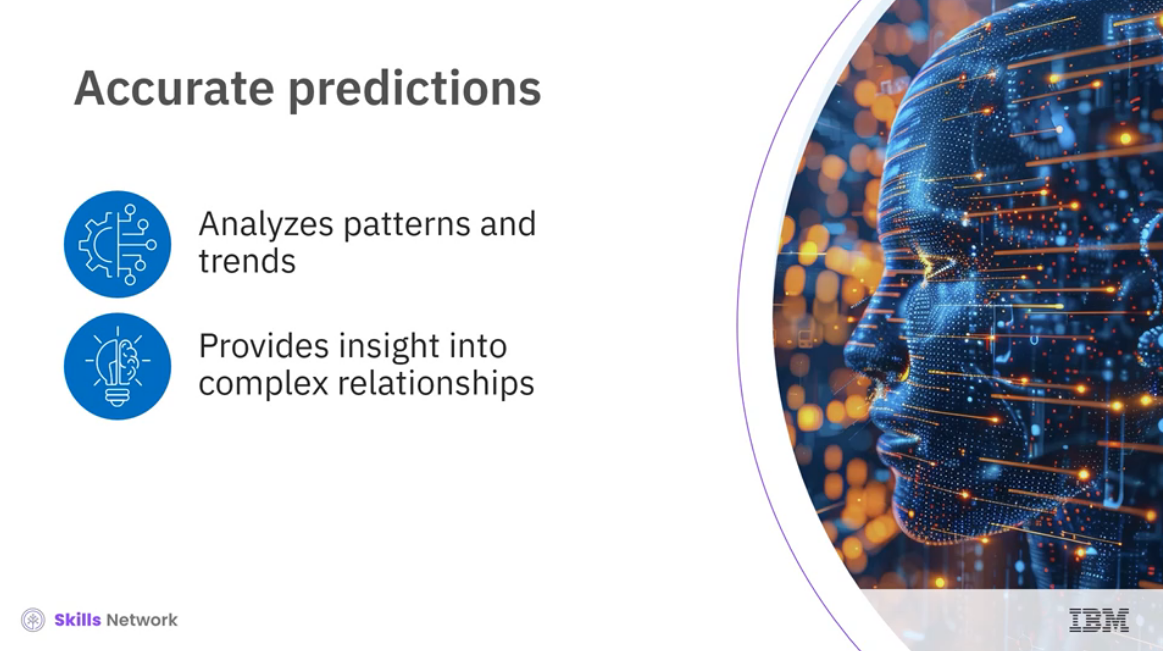 Accurate predictions
Analyzes patterns and
trends
Provides insight into
complex relationships
Skills Network
IBM